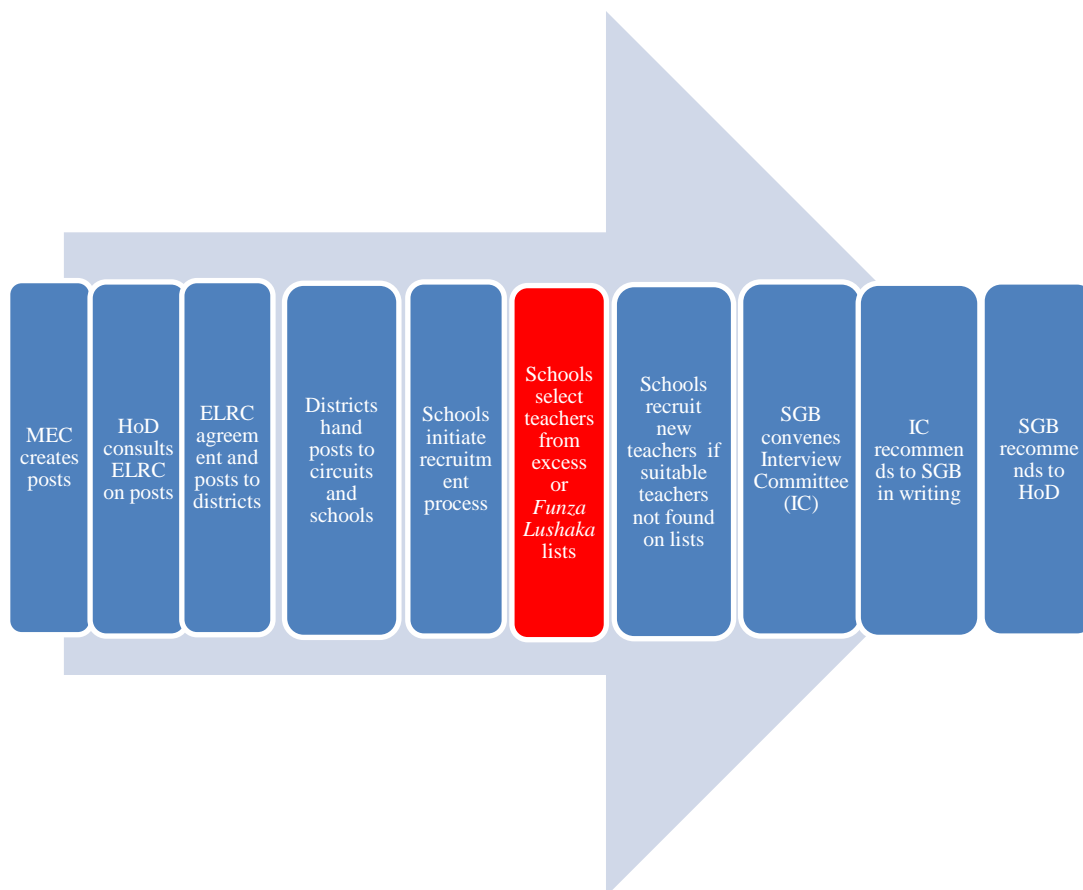 MEC
creates
posts
HoD
consults
ELRC
on posts
ELRC
agreem
ent and
posts to
districts
Districts
hand
posts to
circuits
and
schools
Schools
initiate
recruitm
ent
process
Schools
select
teachers
from
excess
or
Funza
Lushaka
lists
Schools
recruit
new
teachers if
suitable
teachers
not found
on lists
SGB
convenes
Interview
Committee
(IC)
IC
recommen
ds to SGB
in writing
SGB
recomme
nds to
HoD